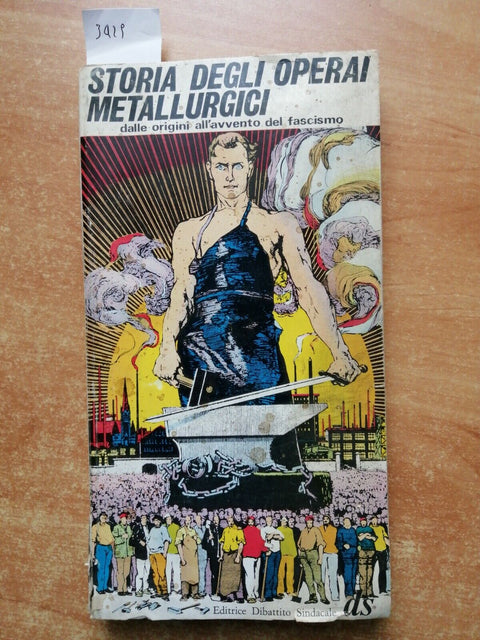 3429
STORIA DEGLI OPERAI
METALLURGICI
dalle origini all'avvento del fascismo
Editrice Dibattito Sindacale
ds